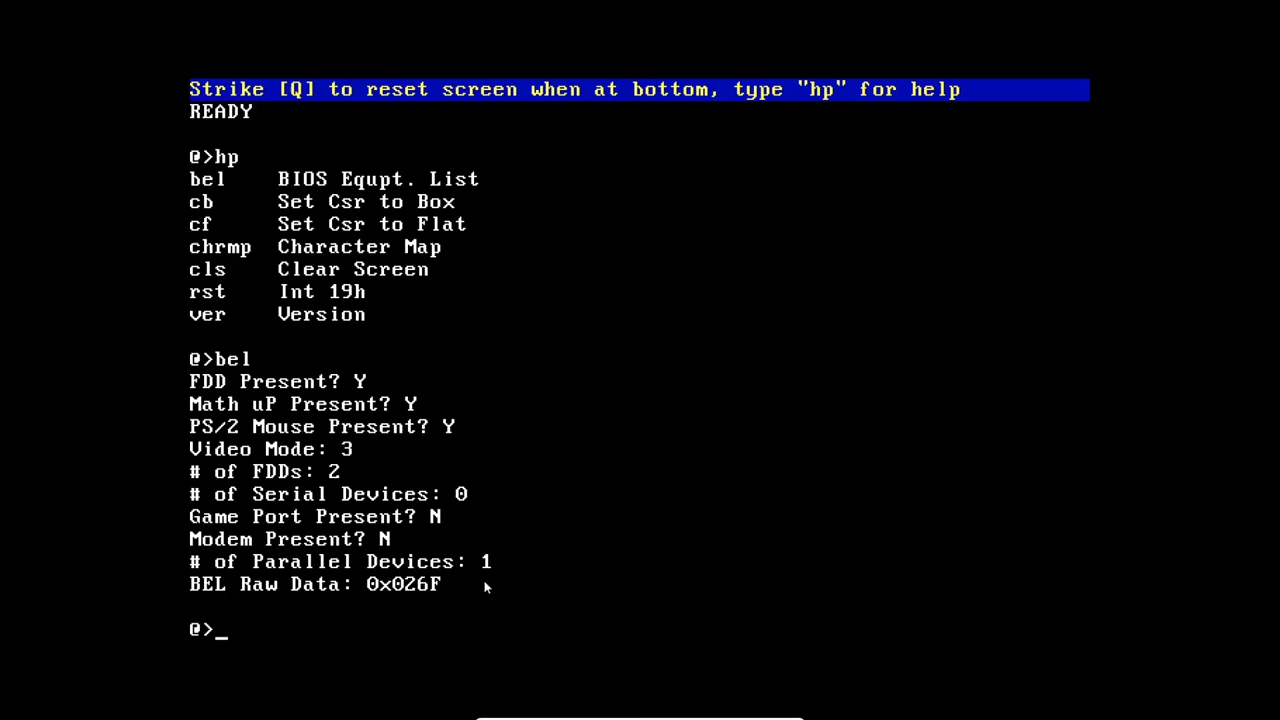 Strike [Q] to reset screen when at bottom, type "hp" for help
READY
@>hp
bel    BIOS Equpt. List
cb     Set Csr to Box
cf     Set Csr to Flat
chrmp  Character Map
cls    Clear Screen
rst    Int 19h
ver    Version
@>bel
FDD Present? Y
Math uP Present? Y
PS/2 Mouse Present? Y
Video Mode: 3
# of FDDs: 2
# of Serial Devices: 0
Game Port Present? N
Modem Present? N
# of Parallel Devices: 1
BEL Raw Data: 0x026F
@>_